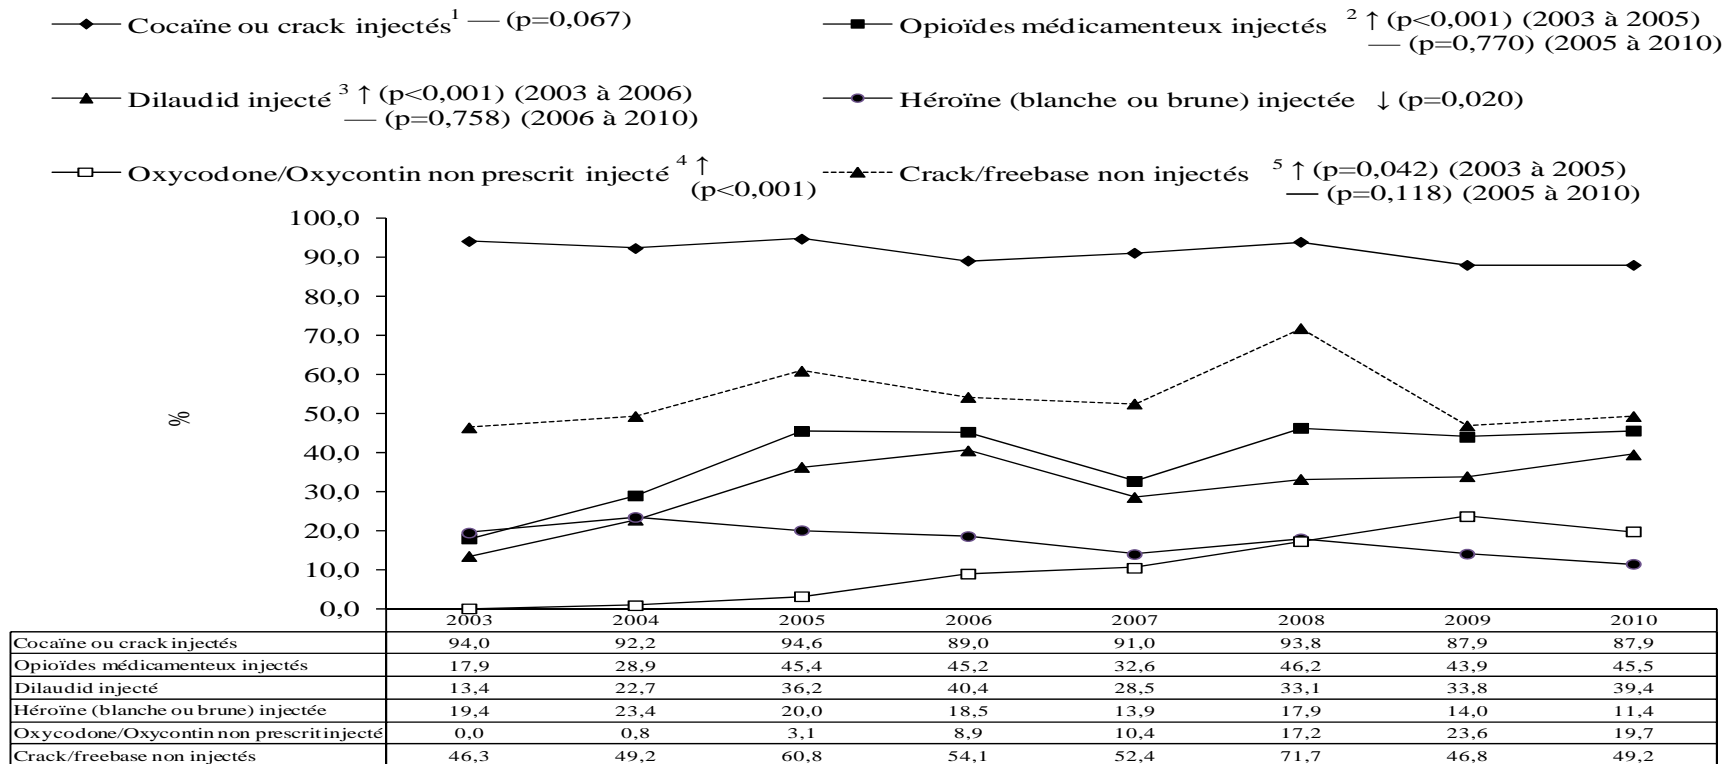 Cocaïne ou crack injectés1 — (p=0,067)
Opioïdes médicamenteux injectés 2 ↑ (p<0,001) (2003 à 2005)
— (p=0,770) (2005 à 2010)
Dilaudid injecté 3 ↑ (p<0,001) (2003 à 2006)
— (p=0,758) (2006 à 2010)
Héroïne (blanche ou brune) injectée ↓ (p=0,020)
Oxycodone/Oxycontin non prescrit injecté 4 ↑
(p<0,001)
Crack/freebase non injectés 5 ↑ (p=0,042) (2003 à 2005)
— (p=0,118) (2005 à 2010)
100,0
90,0
80,0
70,0
60,0
50,0
40,0
30,0
20,0
10,0
0,0
%
2003 2004 2005 2006 2007 2008 2009 2010
Cocaïne ou crack injectés 94,0 92,2 94,6 89,0 91,0 93,8 87,9 87,9
Opioïdes médicamenteux injectés 17,9 28,9 45,4 45,2 32,6 46,2 43,9 45,5
Dilaudid injecté 13,4 22,7 36,2 40,4 28,5 33,1 33,8 39,4
Héroïne (blanche ou brune) injectée 19,4 23,4 20,0 18,5 13,9 17,9 14,0 11,4
Oxycodone/Oxycontin non prescrit injecté 0,0 0,8 3,1 8,9 10,4 17,2 23,6 19,7
Crack/freebase non injectés 46,3 49,2 60,8 54,1 52,4 71,7 46,8 49,2